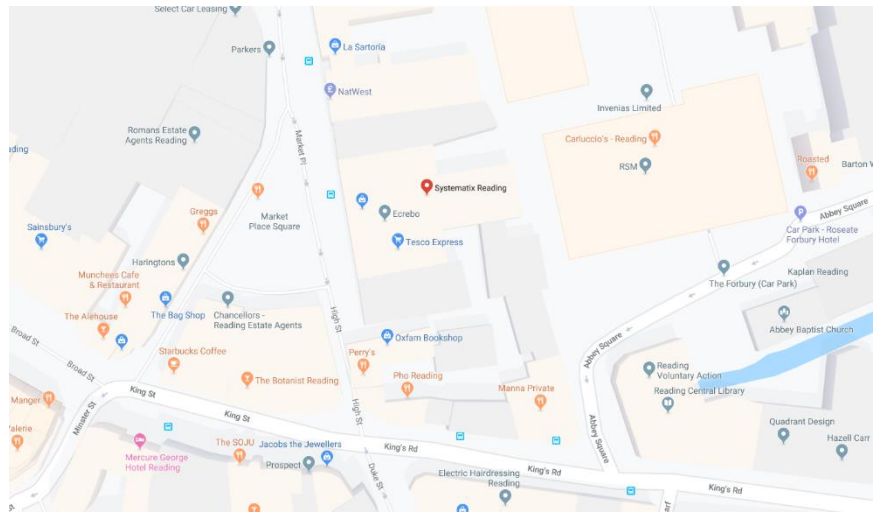 Select Car Leasing
Parkers
La Sartoria
NatWest
Invenias Limited
Romans Estate
Agents Reading
Market Pl
Carluccio's - Reading
RSM
Roasted
Barton W
ding
Systematix Reading
Ecrebo
Greggs
Market
Place Square
Sainsbury's
Tesco Express
Abbey Square
Car Park - Roseate
Forbury Hotel
Haringtons
Munchees Cafe
& Restaurant
The Forbury (Car Park)
Kaplan Reading
The Alehouse
The Bag Shop
Chancellors -
Reading Estate Agents
High St
Abbey Baptist Church
Broad St
Oxfam Bookshop
Abbey Square
Starbucks Coffee
Perry's
Reading
Voluntary Action
Broad St
The Botanist Reading
Pho Reading
Manna Private
Reading Central Library
Manger
King St
Minster St
King St
High St
Abbey Square
Quadrant Design
Valerie
The SOJU
Jacobs the Jewellers
King's Rd
Hazell Carr
Mercure George
Hotel Reading
Prospect
Duke St
Electric Hairdressing
Reading
King's Rd
King's Rd
arf